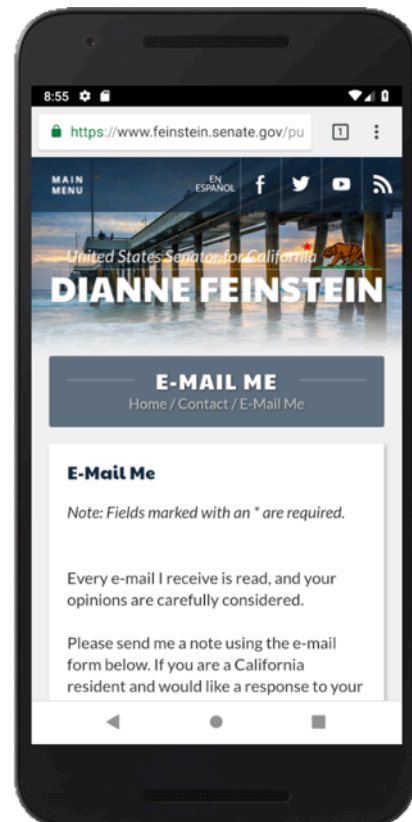 8:55
https://www.feinstein.senate.gov/pu
1
MAIN
MENU
EN
ESPAÑOL
United States Senator for California
DIANNE FEINSTEIN
E-MAIL ME
Home / Contact / E-Mail Me
E-Mail Me
Note: Fields marked with an * are required.
Every e-mail I receive is read, and your
opinions are carefully considered.
Please send me a note using the e-mail
form below. If you are a California
resident and would like a response to your